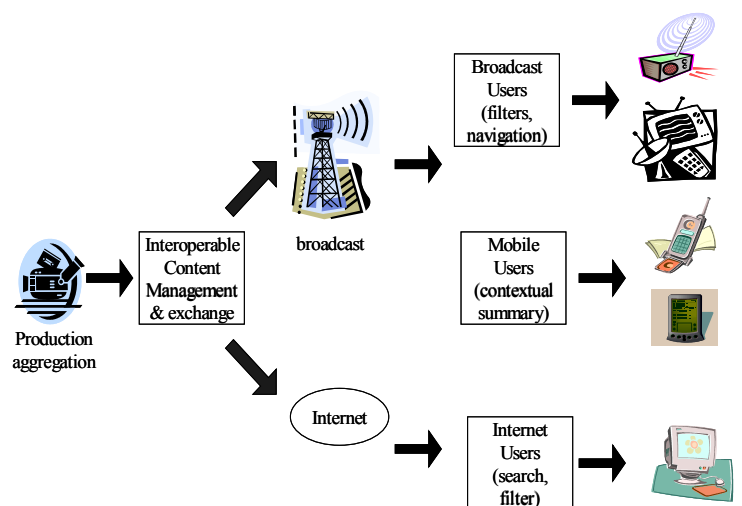 Production
aggregation
Interoperable
Content
Management
& exchange
broadcast
Internet
Broadcast
Users
(filters,
navigation)
Mobile
Users
(contextual
summary)
Internet
Users
(search,
filter)